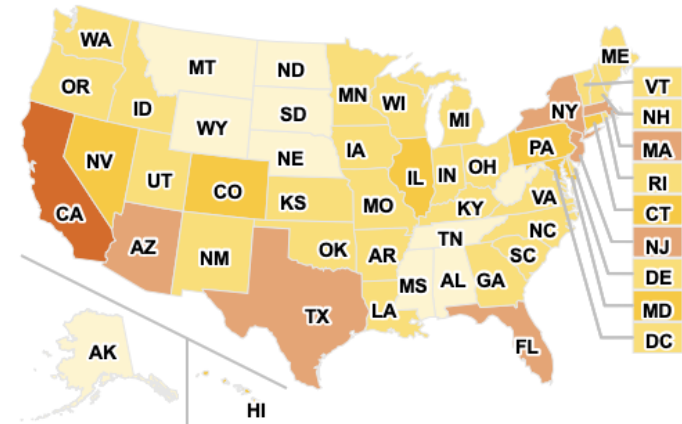 WA
MT
ND
ME
OR
ID
WY
SD
MN
WI
MI
NY
VT
NH
MA
RI
CT
NJ
DE
MD
DC
NV
UT
CO
NE
IA
IL
IN
OH
PA
CA
AZ
NM
KS
MO
KY
VA
OK
AR
TN
NC
SC
TX
LA
MS
AL
GA
FL
AK
HI